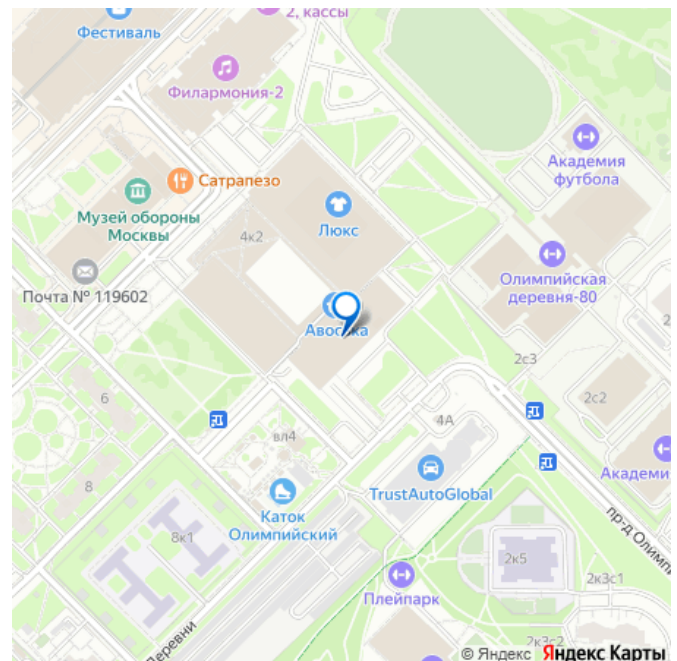 2, кассы
Фестиваль
Филармония-2
Академия
футбола
Сатрапезо
Музей обороны
Москвы
Люкс
4к2
Олимпийская
деревня-80
Почта № 119602
2
2с3
2с2
6
4А
вл4
Академи
8
TrustAutoGlobal
Каток
Олимпийский
8к1
пр-д Олимпи
2к5
2к3с1
Плейпарк
2к3с2
Деревни
© Яндекс Яндекс Карты